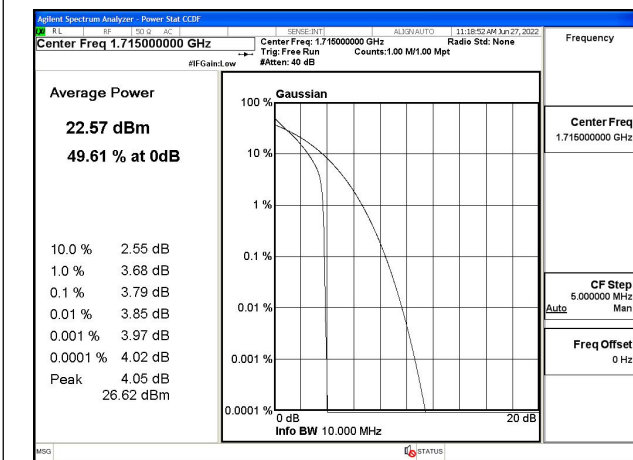 Agilent Spectrum Analyzer - Power Stat CCDF
LXI RL RF 50 Ω AC SENSE:INT ALIGN AUTO 11:18:52 AM Jun 27, 2022
Center Freq 1.715000000 GHz
Center Freq: 1.715000000 GHz Radio Std: None
Trig: Free Run Counts:1.00 M/1.00 Mpt
#IFGain:Low #Atten: 40 dB
Frequency
Average Power
22.57 dBm
49.61 % at 0dB
10.0 % 2.55 dB
1.0 % 3.68 dB
0.1 % 3.79 dB
0.01 % 3.85 dB
0.001 % 3.97 dB
0.0001 % 4.02 dB
Peak 4.05 dB
26.62 dBm
Gaussian
100 %
10 %
1 %
0.1 %
0.01 %
0.001 %
0.0001 %
0 dB 20 dB
Info BW 10.000 MHz
Center Freq
1.715000000 GHz
CF Step
5.000000 MHz
Auto Man
Freq Offset
0 Hz
MSG STATUS